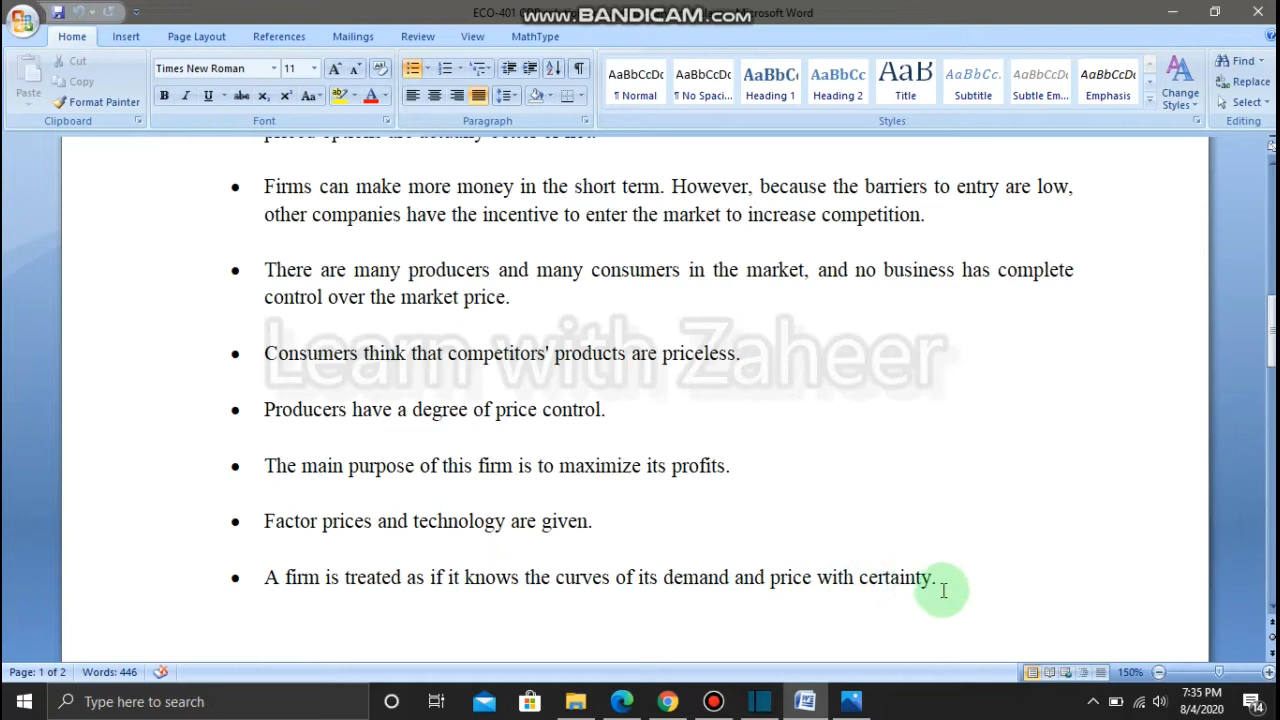 ECO-401
www.BANDICAM.com
Microsoft Word
Home Insert Page Layout References Mailings Review View MathType
Paste
Cut
Copy
Format Painter
Clipboard
Times New Roman 11
Font
Paragraph
AaBbCcDc AaBbCcDc AaBbC AaBbCc AaB AaBbCc. AaBbCcDc AaBbCcDc
¶ Normal ¶ No Spaci... Heading 1 Heading 2 Title Subtitle Subtle Em... Emphasis
Styles
Change Styles
Find
Replace
Select
Editing
• Firms can make more money in the short term. However, because the barriers to entry are low,
other companies have the incentive to enter the market to increase competition.
• There are many producers and many consumers in the market, and no business has complete
control over the market price.
Learn with Zaheer
• Consumers think that competitors' products are priceless.
• Producers have a degree of price control.
• The main purpose of this firm is to maximize its profits.
• Factor prices and technology are given.
• A firm is treated as if it knows the curves of its demand and price with certainty.
Page: 1 of 2 Words: 446 150%
Type here to search
7:35 PM
8/4/2020
14